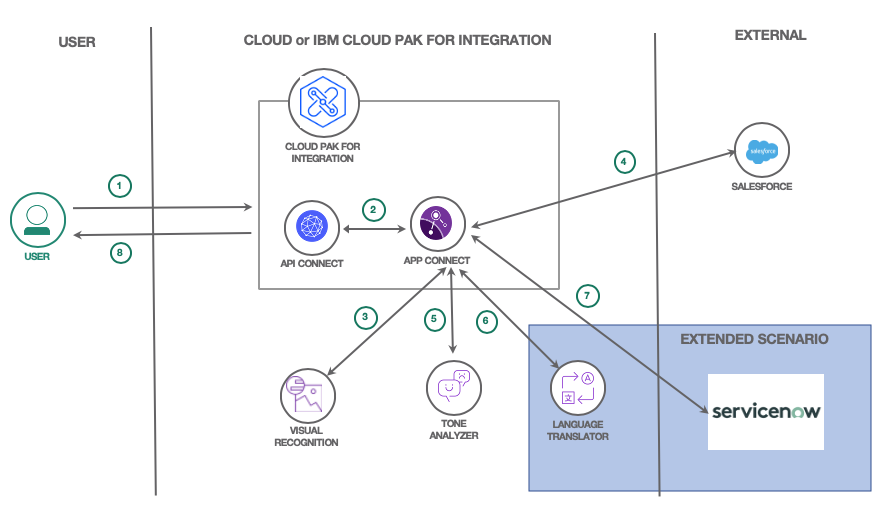 USER
CLOUD or IBM CLOUD PAK FOR INTEGRATION
EXTERNAL
CLOUD PAK FOR
INTEGRATION
1
2
4
salesforce
SALESFORCE
USER
8
API CONNECT
APP CONNECT
3
5
6
7
EXTENDED SCENARIO
A
文
servicenow
VISUAL
RECOGNITION
TONE
ANALYZER
LANGUAGE
TRANSLATOR